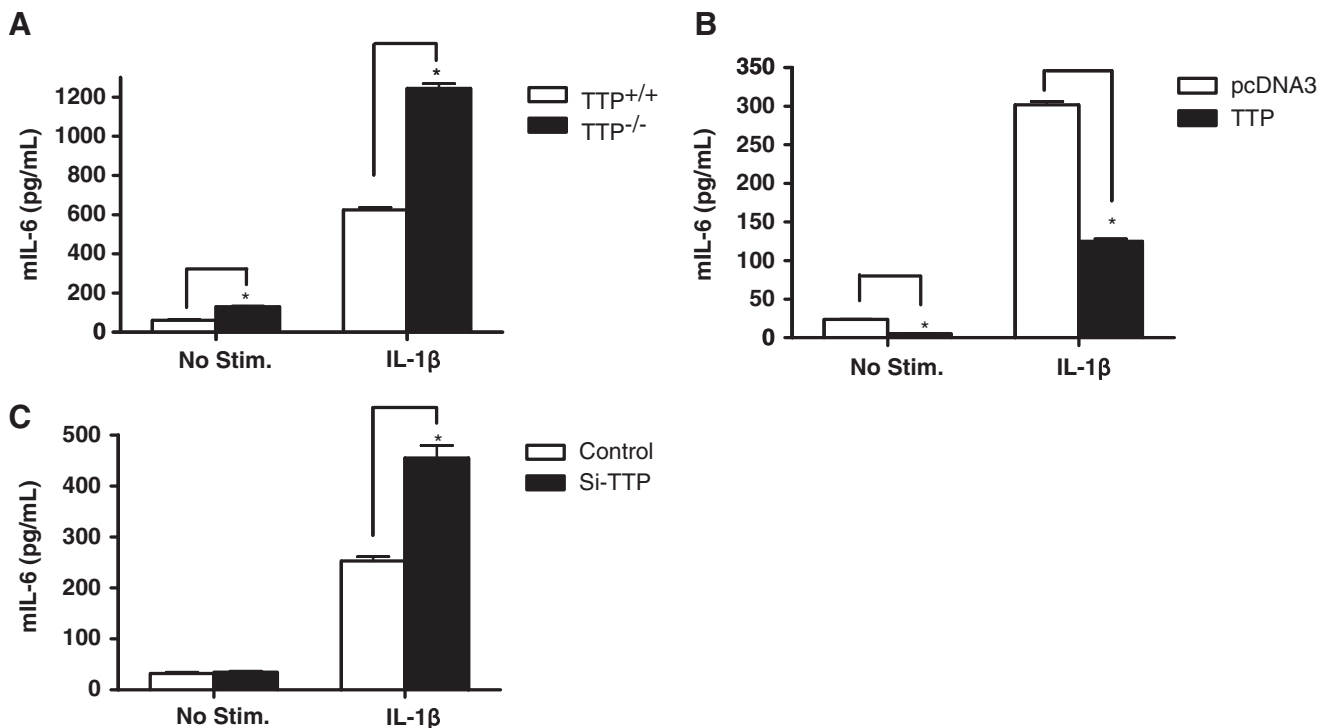 A
mIL-6 (pg/mL)
1200
1000
800
600
400
200
0
*
*
No Stim.
IL-1β
TTP+/+
TTP-/-
B
mIL-6 (pg/mL)
350
300
250
200
150
100
50
0
*
*
No Stim.
IL-1β
pcDNA3
TTP
C
mIL-6 (pg/mL)
500
400
300
200
100
0
*
No Stim.
IL-1β
Control
Si-TTP